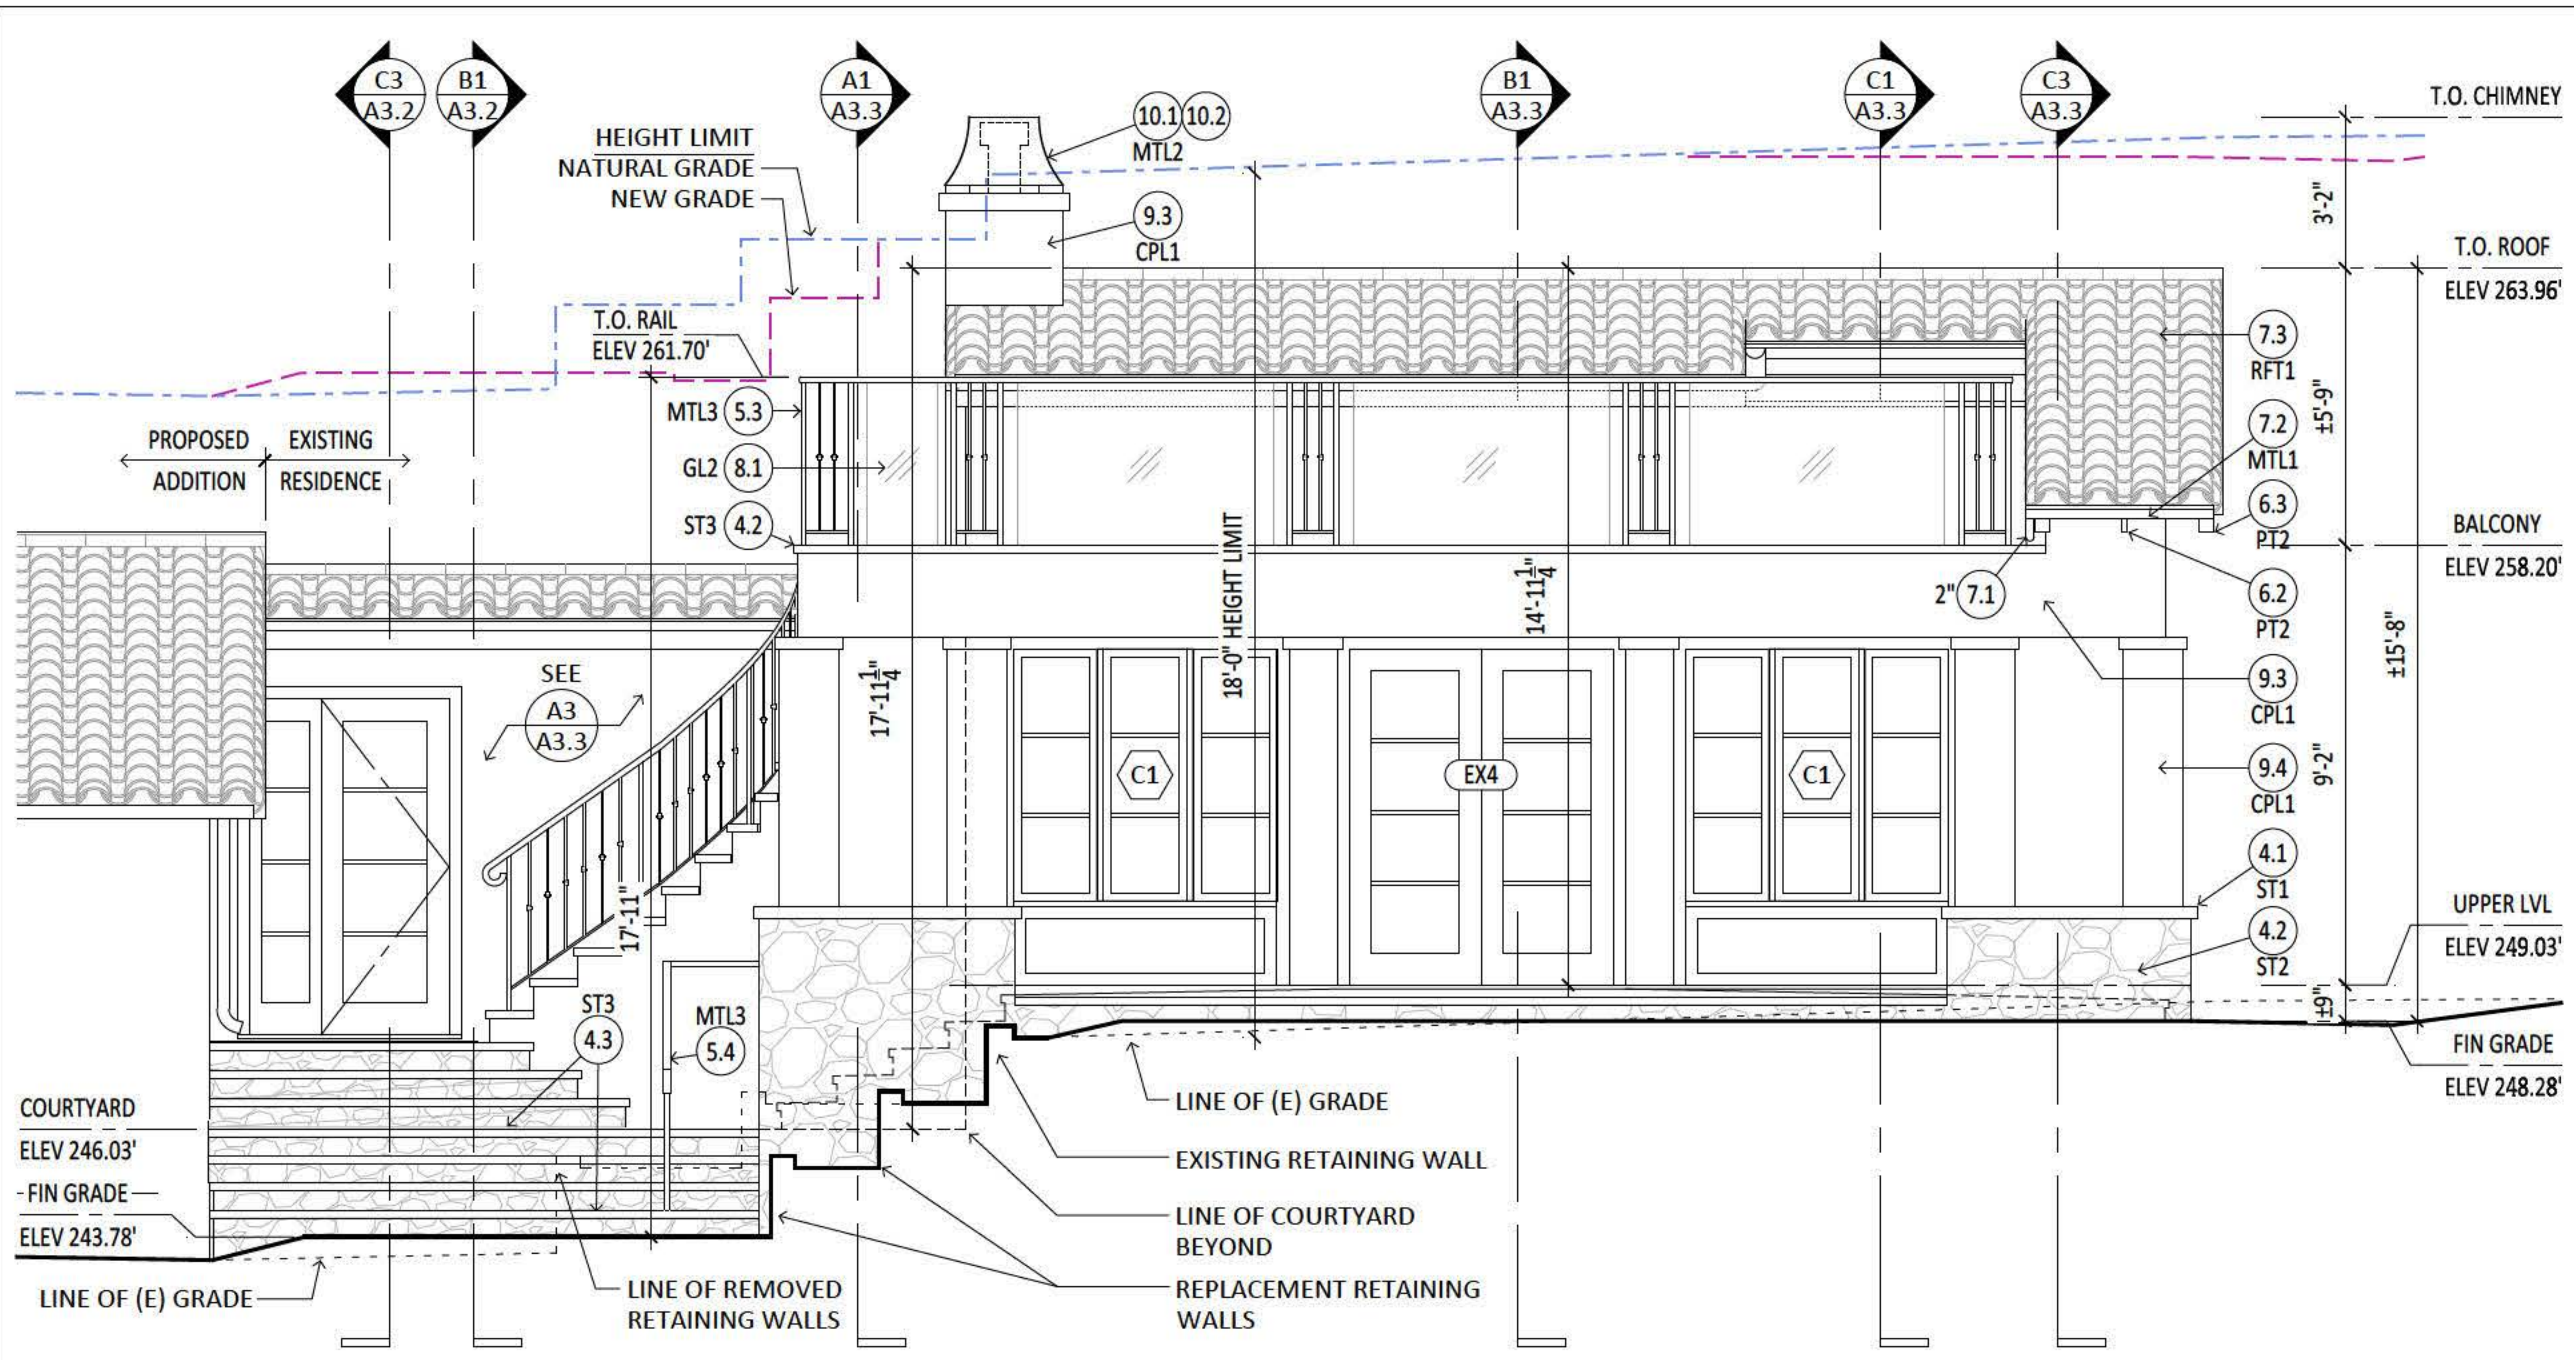 C3
A3.2
B1
A3.2
A1
A3.3
B1
A3.3
C1
A3.3
C3
A3.3
HEIGHT LIMIT
NATURAL GRADE
NEW GRADE
10.1 10.2
MTL2
9.3
CPL1
T.O. CHIMNEY
3'-2"
T.O. ROOF
ELEV 263.96'
T.O. RAIL
ELEV 261.70'
7.3
RFT1
MTL3 5.3
±5'-9"
7.2
MTL1
PROPOSED
ADDITION
EXISTING
RESIDENCE
GL2 8.1
ST3 4.2
6.3
PT2
BALCONY
ELEV 258.20'
18'-0" HEIGHT LIMIT
14'-11 1/4"
17'-11 1/4"
2" 7.1
6.2
PT2
±15'-8"
SEE
A3
A3.3
9.3
CPL1
C1
EX4
C1
9.4
CPL1
9'-2"
4.1
ST1
17'-11"
4.2
ST2
UPPER LVL
ELEV 249.03'
±9"
ST3
4.3
MTL3
5.4
FIN GRADE
ELEV 248.28'
COURTYARD
ELEV 246.03'
FIN GRADE
ELEV 243.78'
LINE OF (E) GRADE
EXISTING RETAINING WALL
LINE OF COURTYARD
BEYOND
REPLACEMENT RETAINING
WALLS
LINE OF (E) GRADE
LINE OF REMOVED
RETAINING WALLS